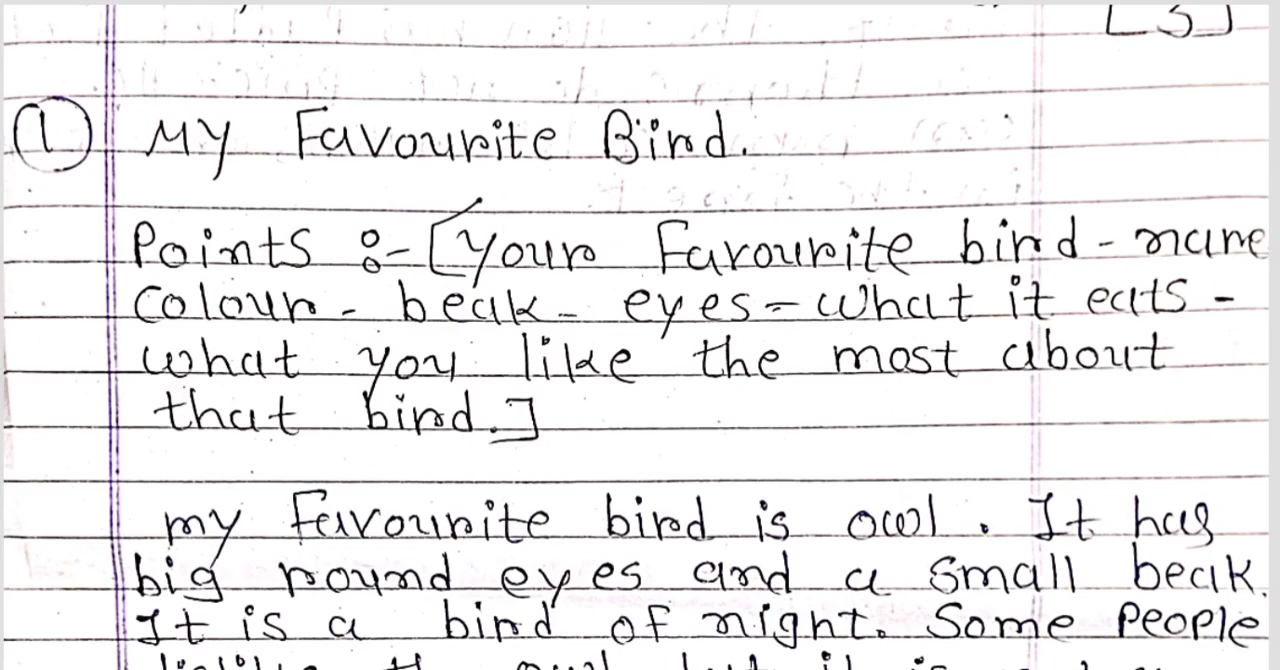 [5]
① My Favourite Bird.
Points :- [your Favourite bird - name
Colour - beak - eyes - what it eats -
what you like the most about
that bird.]
my Favourite bird is owl. It has
big round eyes and a small beak.
It is a bird of night. Some People